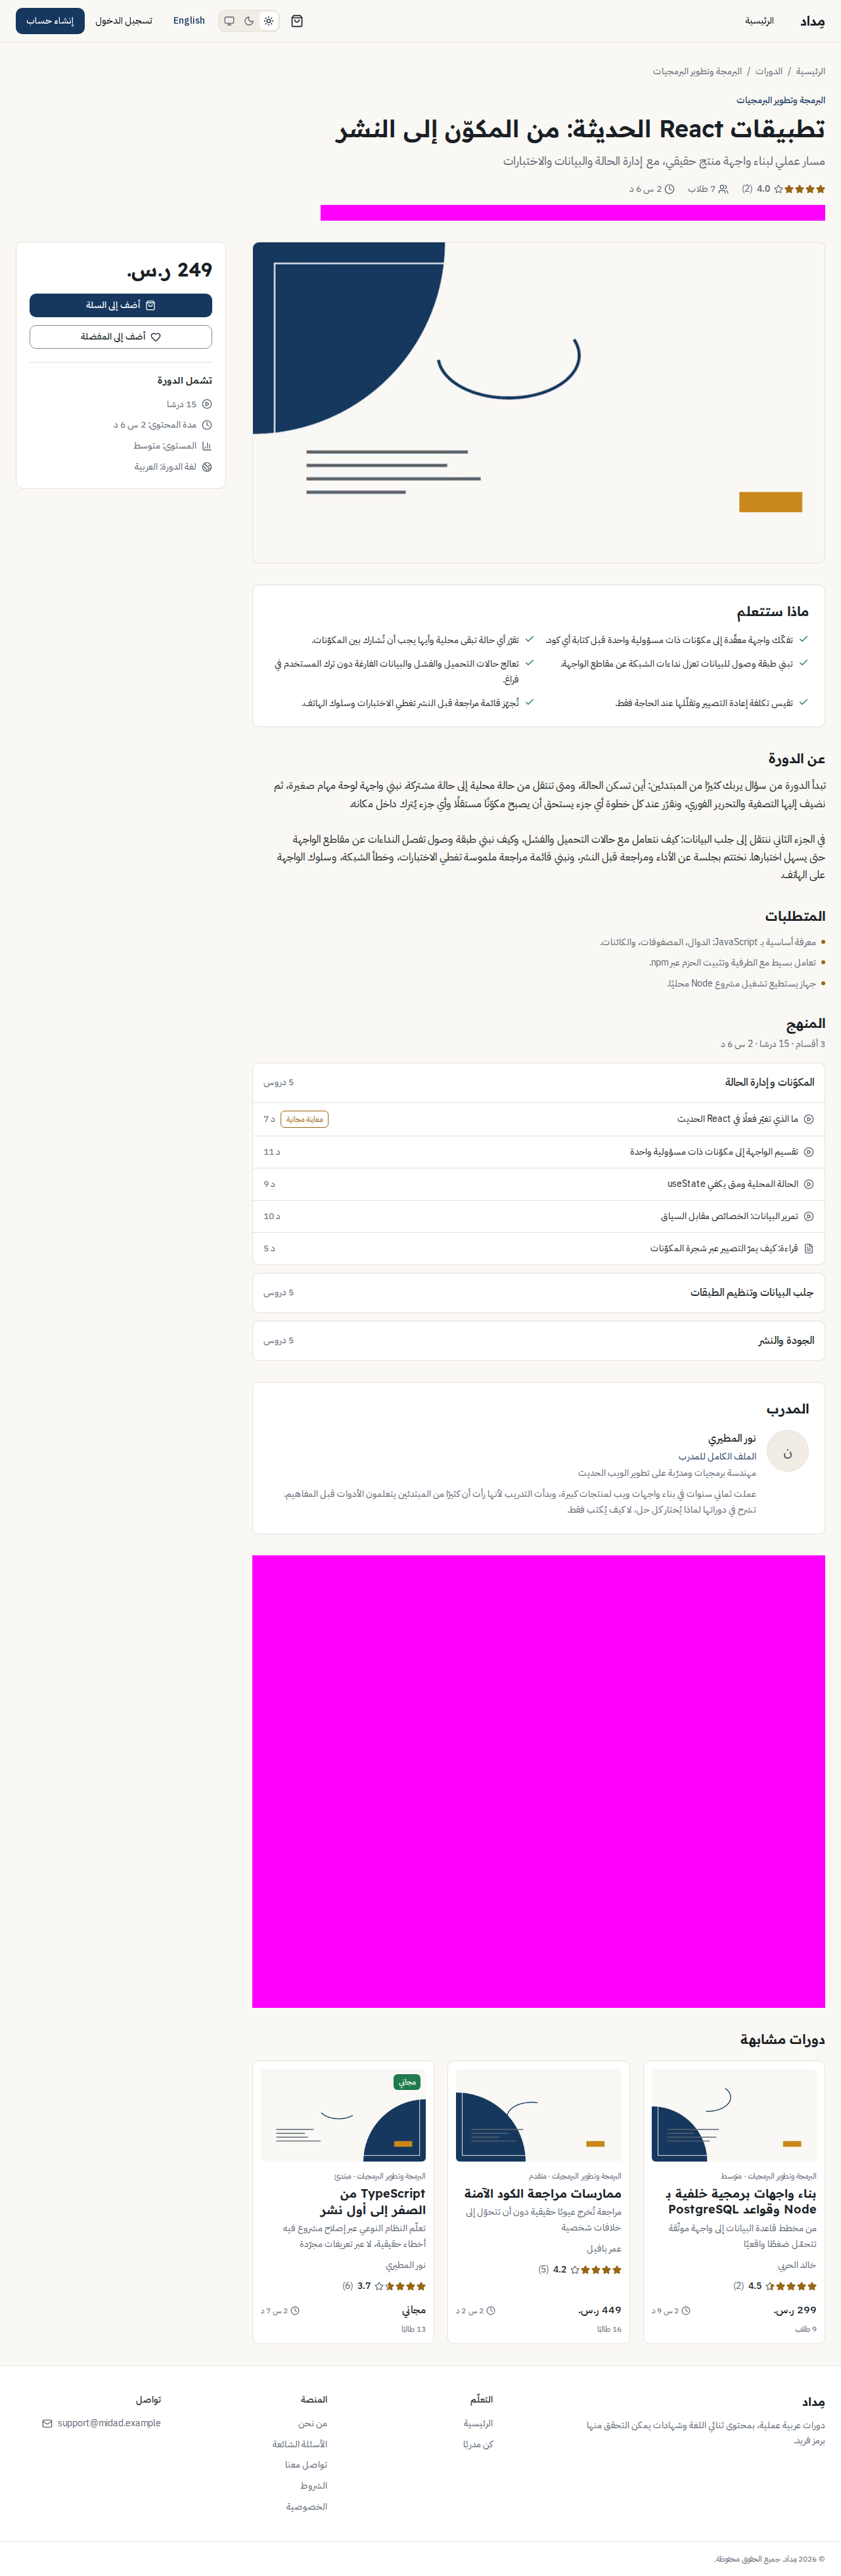 مِداد
الرئيسية
English
تسجيل الدخول
إنشاء حساب
الرئيسية / الدورات / البرمجة وتطوير البرمجيات
البرمجة وتطوير البرمجيات
تطبيقات React الحديثة: من المكوّن إلى النشر
مسار عملي لبناء واجهة منتج حقيقي، مع إدارة الحالة والبيانات والاختبارات
4.0 (2)
7 طلاب
2 س 6 د
249 ر.س.
أضف إلى السلة
أضف إلى المفضلة
تشمل الدورة
15 درسًا
مدة المحتوى: 2 س 6 د
المستوى: متوسط
لغة الدورة: العربية
ماذا ستتعلم
تفكّك واجهة معقّدة إلى مكوّنات ذات مسؤولية واحدة قبل كتابة أي كود.
تقرّر أي حالة تبقى محلية وأيها يجب أن تُشارك بين المكوّنات.
تبني طبقة وصول للبيانات تعزل نداءات الشبكة عن مقاطع الواجهة.
تعالج حالات التحميل والفشل والبيانات الفارغة دون ترك المستخدم في
فراغ.
تقيس تكلفة إعادة التصيير وتقلّلها عند الحاجة فقط.
تُجهّز قائمة مراجعة قبل النشر تغطي الاختبارات وسلوك الهاتف.
عن الدورة
تبدأ الدورة من سؤال يربك كثيرًا من المبتدئين: أين تسكن الحالة، ومتى تنتقل من حالة محلية إلى حالة مشتركة. نبني واجهة لوحة مهام صغيرة، ثم
نضيف إليها التصفية والتحرير الفوري، ونقرّر عند كل خطوة أي جزء يستحق أن يصبح مكوّنًا مستقلًا وأي جزء يُترك داخل مكانه.
في الجزء الثاني ننتقل إلى جلب البيانات: كيف نتعامل مع حالات التحميل والفشل، وكيف نبني طبقة وصول تفصل النداءات عن مقاطع الواجهة
حتى يسهل اختبارها. نختتم بجلسة عن الأداء ومراجعة قبل النشر، ونبني قائمة مراجعة ملموسة تغطي الاختبارات، وخطأ الشبكة، وسلوك الواجهة
على الهاتف.
المتطلبات
معرفة أساسية بـ JavaScript: الدوال، المصفوفات، والكائنات.
تعامل بسيط مع الطرفية وتثبيت الحزم عبر npm.
جهاز يستطيع تشغيل مشروع Node محليًا.
المنهج
3 أقسام · 15 درسًا · 2 س 6 د
المكوّنات وإدارة الحالة
5 دروس
ما الذي تغيّر فعلًا في React الحديث
معاينة مجانية
7 د
تقسيم الواجهة إلى مكوّنات ذات مسؤولية واحدة
11 د
الحالة المحلية ومتى يكفي useState
9 د
تمرير البيانات: الخصائص مقابل السياق
10 د
قراءة: كيف يمرّ التصيير عبر شجرة المكوّنات
5 د
جلب البيانات وتنظيم الطبقات
5 دروس
الجودة والنشر
5 دروس
المدرب
ن
نور المطيري
الملف الكامل للمدرب
مهندسة برمجيات ومدرّبة على تطوير الويب الحديث
عملت ثماني سنوات في بناء واجهات ويب لمنتجات كبيرة، وبدأت التدريب لأنها رأت أن كثيرًا من المبتدئين يتعلمون الأدوات قبل المفاهيم.
تشرح في دوراتها لماذا يُختار كل حل، لا كيف يُكتب فقط.
دورات مشابهة
البرمجة وتطوير البرمجيات · متوسط
بناء واجهات برمجية خلفية بـ
Node وقواعد PostgreSQL
من مخطط قاعدة البيانات إلى واجهة موثّقة
تتحمّل ضغطًا واقعيًا
خالد الحربي
4.5 (2)
299 ر.س.
2 س 9 د
9 طلاب
البرمجة وتطوير البرمجيات · متقدم
ممارسات مراجعة الكود الآمنة
مراجعة تُخرج عيوبًا حقيقية دون أن تتحوّل إلى
خلافات شخصية
عمر بافيل
4.2 (5)
449 ر.س.
2 س 2 د
16 طالبًا
مجاني
البرمجة وتطوير البرمجيات · مبتدئ
TypeScript من
الصفر إلى أول نشر
تعلّم النظام النوعي عبر إصلاح مشروع فيه
أخطاء حقيقية، لا عبر تعريفات مجرّدة
نور المطيري
3.7 (6)
مجاني
2 س 7 د
13 طالبًا
مِداد
دورات عربية عملية، بمحتوى ثنائي اللغة وشهادات يمكن التحقق منها
برمز فريد.
التعلّم
الرئيسية
كن مدربًا
المنصة
من نحن
الأسئلة الشائعة
تواصل معنا
الشروط
الخصوصية
تواصل
support@midad.example
© 2026 مِداد. جميع الحقوق محفوظة.